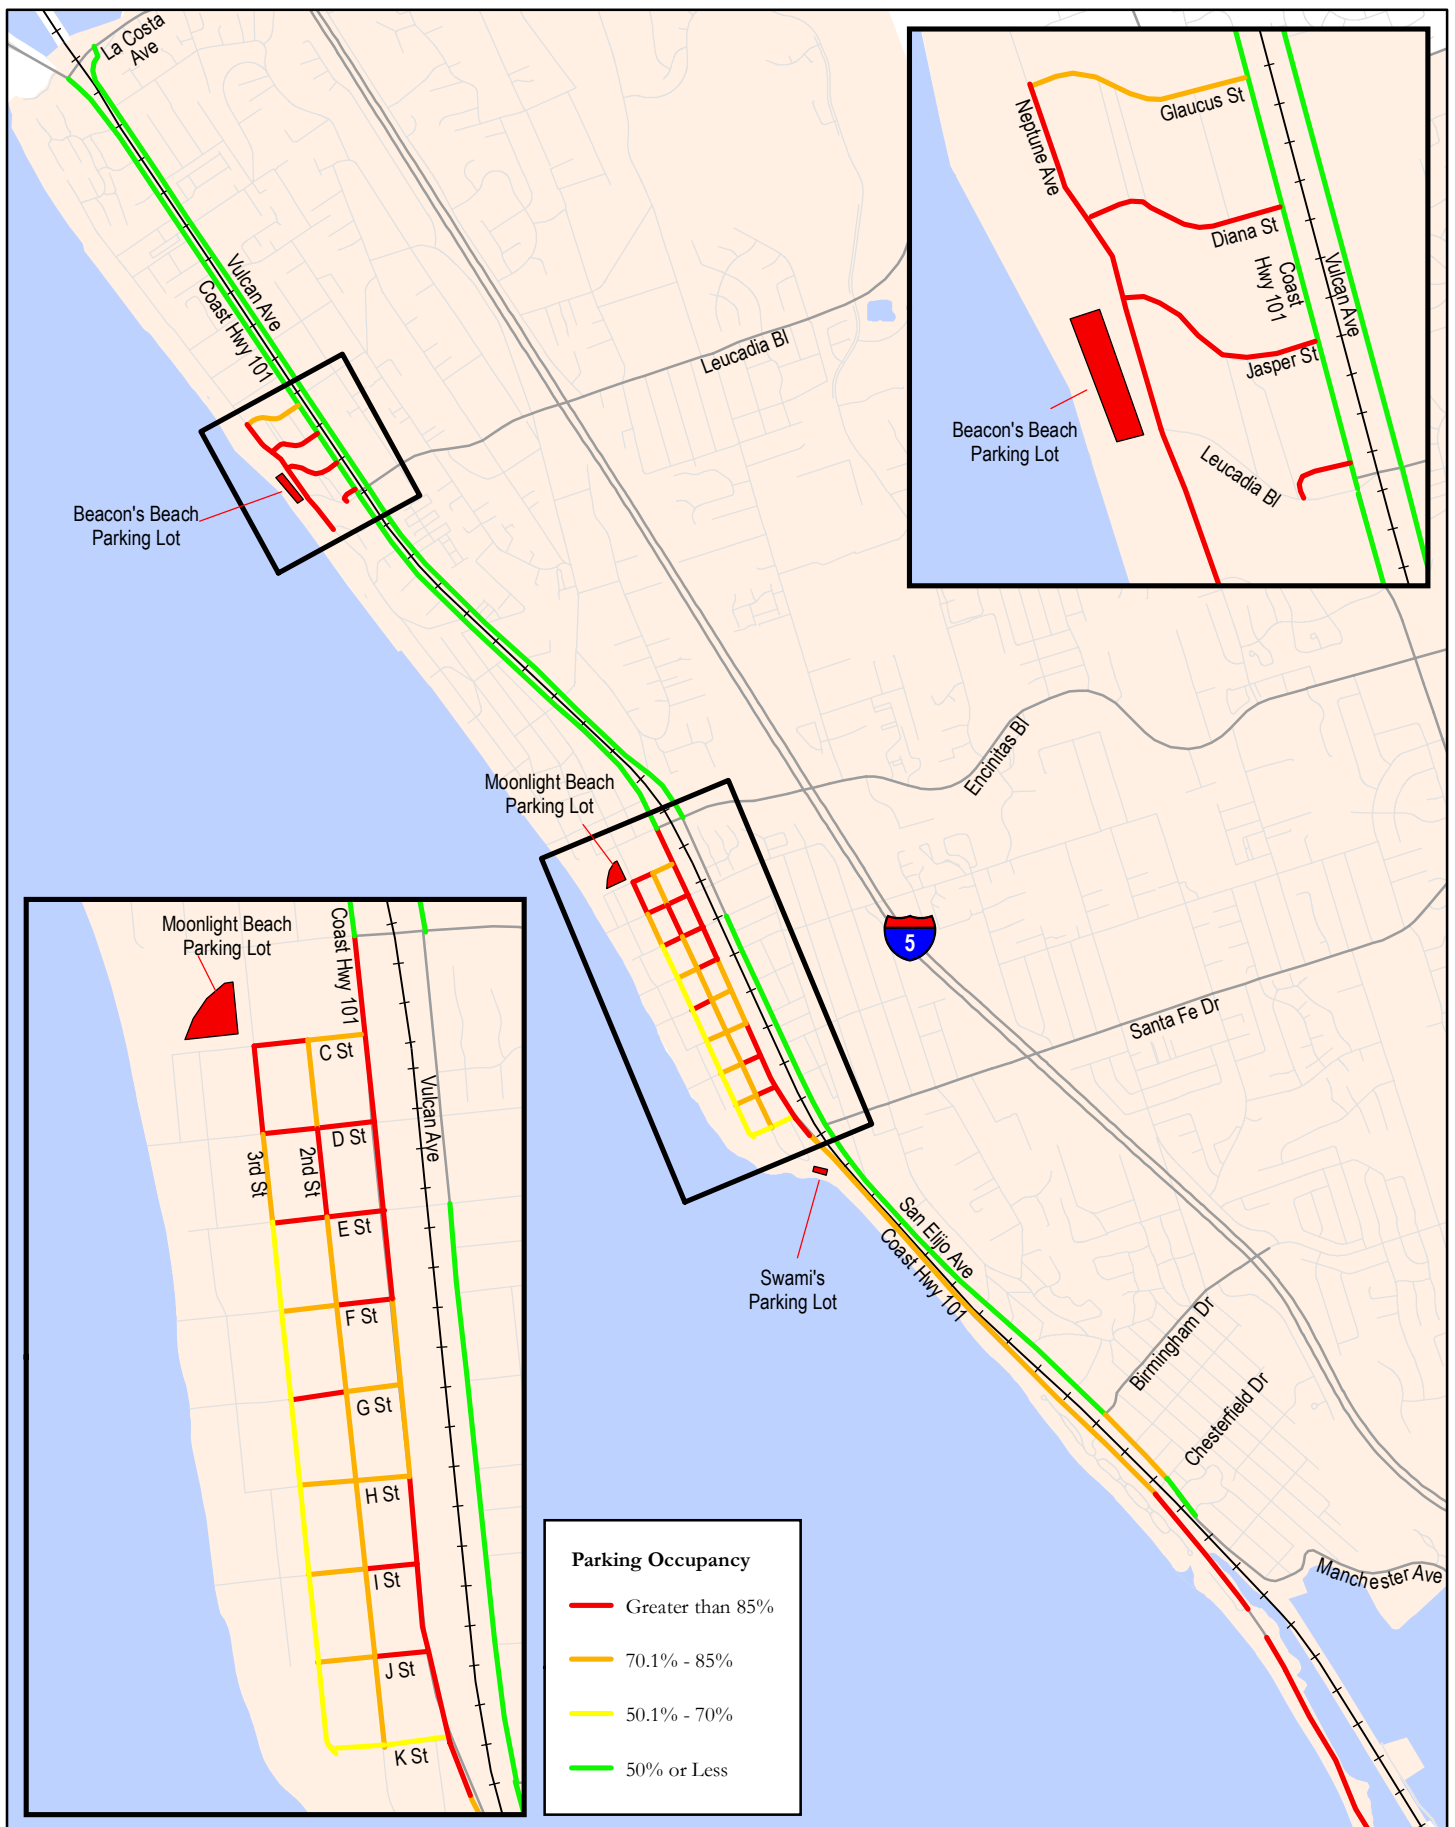 La Costa
Ave
Vulcan Ave
Coast Hwy 101
Leucadia Bl
Beacon's Beach
Parking Lot
Neptune Ave
Glaucus St
Diana St
Coast
Hwy 101
Vulcan Ave
Jasper St
Beacon's Beach
Parking Lot
Leucadia Bl
Encinitas Bl
Moonlight Beach
Parking Lot
5
Santa Fe Dr
Swami's
Parking Lot
San Elijo Ave
Coast Hwy 101
Birmingham Dr
Chesterfield Dr
Manchester Ave
Moonlight Beach
Parking Lot
Coast Hwy 101
C St
Vulcan Ave
D St
3rd St
2nd St
E St
F St
G St
H St
I St
J St
K St
Parking Occupancy
Greater than 85%
70.1% - 85%
50.1% - 70%
50% or Less